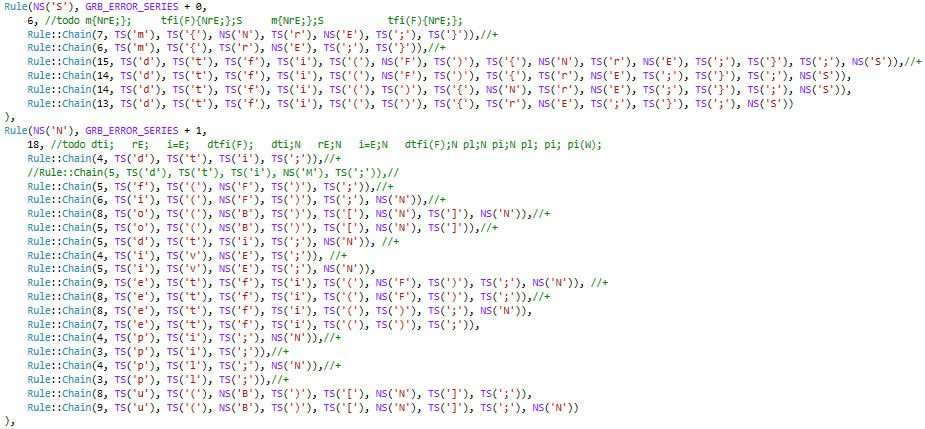 Rule(NS('S'), GRB_ERROR_SERIES + 0,
    6, //todo m{NrE;};     tfi(F){NrE;};S     m{NrE;};S          tfi(F){NrE;};
    Rule::Chain(7, TS('m'), TS('{'), NS('N'), TS('r'), NS('E'), TS(';'), TS('}')),//+
    Rule::Chain(6, TS('m'), TS('{'), TS('r'), NS('E'), TS(';'), TS('}')),//+
    Rule::Chain(15, TS('d'), TS('t'), TS('f'), TS('i'), TS('('), NS('F'), TS(')'), TS('{'), NS('N'), TS('r'), NS('E'), TS(';'), TS('}'), TS(';'), NS('S')),//+
    Rule::Chain(14, TS('d'), TS('t'), TS('f'), TS('i'), TS('('), NS('F'), TS(')'), TS('{'), TS('r'), NS('E'), TS(';'), TS('}'), TS(';'), NS('S')),
    Rule::Chain(14, TS('d'), TS('t'), TS('f'), TS('i'), TS('('), TS(')'), TS('{'), NS('N'), TS('r'), NS('E'), TS(';'), TS('}'), TS(';'), NS('S')),
    Rule::Chain(13, TS('d'), TS('t'), TS('f'), TS('i'), TS('('), TS(')'), TS('{'), TS('r'), NS('E'), TS(';'), TS('}'), TS(';'), NS('S'))
),
Rule(NS('N'), GRB_ERROR_SERIES + 1,
    18, //todo dti;   rE;   i=E;   dtfi(F);   dti;N   rE;N   i=E;N   dtfi(F);N pl;N pi;N pl; pi; pi(W);
    Rule::Chain(4, TS('d'), TS('t'), TS('i'), TS(';')),//+
    //Rule::Chain(5, TS('d'), TS('t'), TS('i'), NS('M'), TS(';')),//
    Rule::Chain(5, TS('f'), TS('('), NS('F'), TS(')'), TS(';')),//+
    Rule::Chain(6, TS('i'), TS('('), NS('F'), TS(')'), TS(';'), NS('N')),//+
    Rule::Chain(8, TS('o'), TS('('), NS('B'), TS(')'), TS('['), NS('N'), TS(']'), NS('N')),//+
    Rule::Chain(5, TS('o'), TS('('), NS('B'), TS(')'), TS('['), NS('N'), TS(']')),//+
    Rule::Chain(5, TS('d'), TS('t'), TS('i'), TS(';'), NS('N')), //+
    Rule::Chain(4, TS('i'), TS('v'), NS('E'), TS(';')), //+
    Rule::Chain(5, TS('i'), TS('v'), NS('E'), TS(';'), NS('N')),
    Rule::Chain(9, TS('e'), TS('t'), TS('f'), TS('i'), TS('('), NS('F'), TS(')'), TS(';'), NS('N')), //+
    Rule::Chain(8, TS('e'), TS('t'), TS('f'), TS('i'), TS('('), NS('F'), TS(')'), TS(';')),//+
    Rule::Chain(8, TS('e'), TS('t'), TS('f'), TS('i'), TS('('), TS(')'), TS(';'), NS('N')),
    Rule::Chain(7, TS('e'), TS('t'), TS('f'), TS('i'), TS('('), TS(')'), TS(';')),
    Rule::Chain(4, TS('p'), TS('i'), TS(';'), NS('N')),//+
    Rule::Chain(3, TS('p'), TS('i'), TS(';')),//+
    Rule::Chain(4, TS('p'), TS('l'), TS(';'), NS('N')),//+
    Rule::Chain(3, TS('p'), TS('l'), TS(';')),//+
    Rule::Chain(8, TS('u'), TS('('), NS('B'), TS(')'), TS('['), NS('N'), TS(']'), TS(';')),
    Rule::Chain(9, TS('u'), TS('('), NS('B'), TS(')'), TS('['), NS('N'), TS(']'), TS(';'), NS('N'))
),